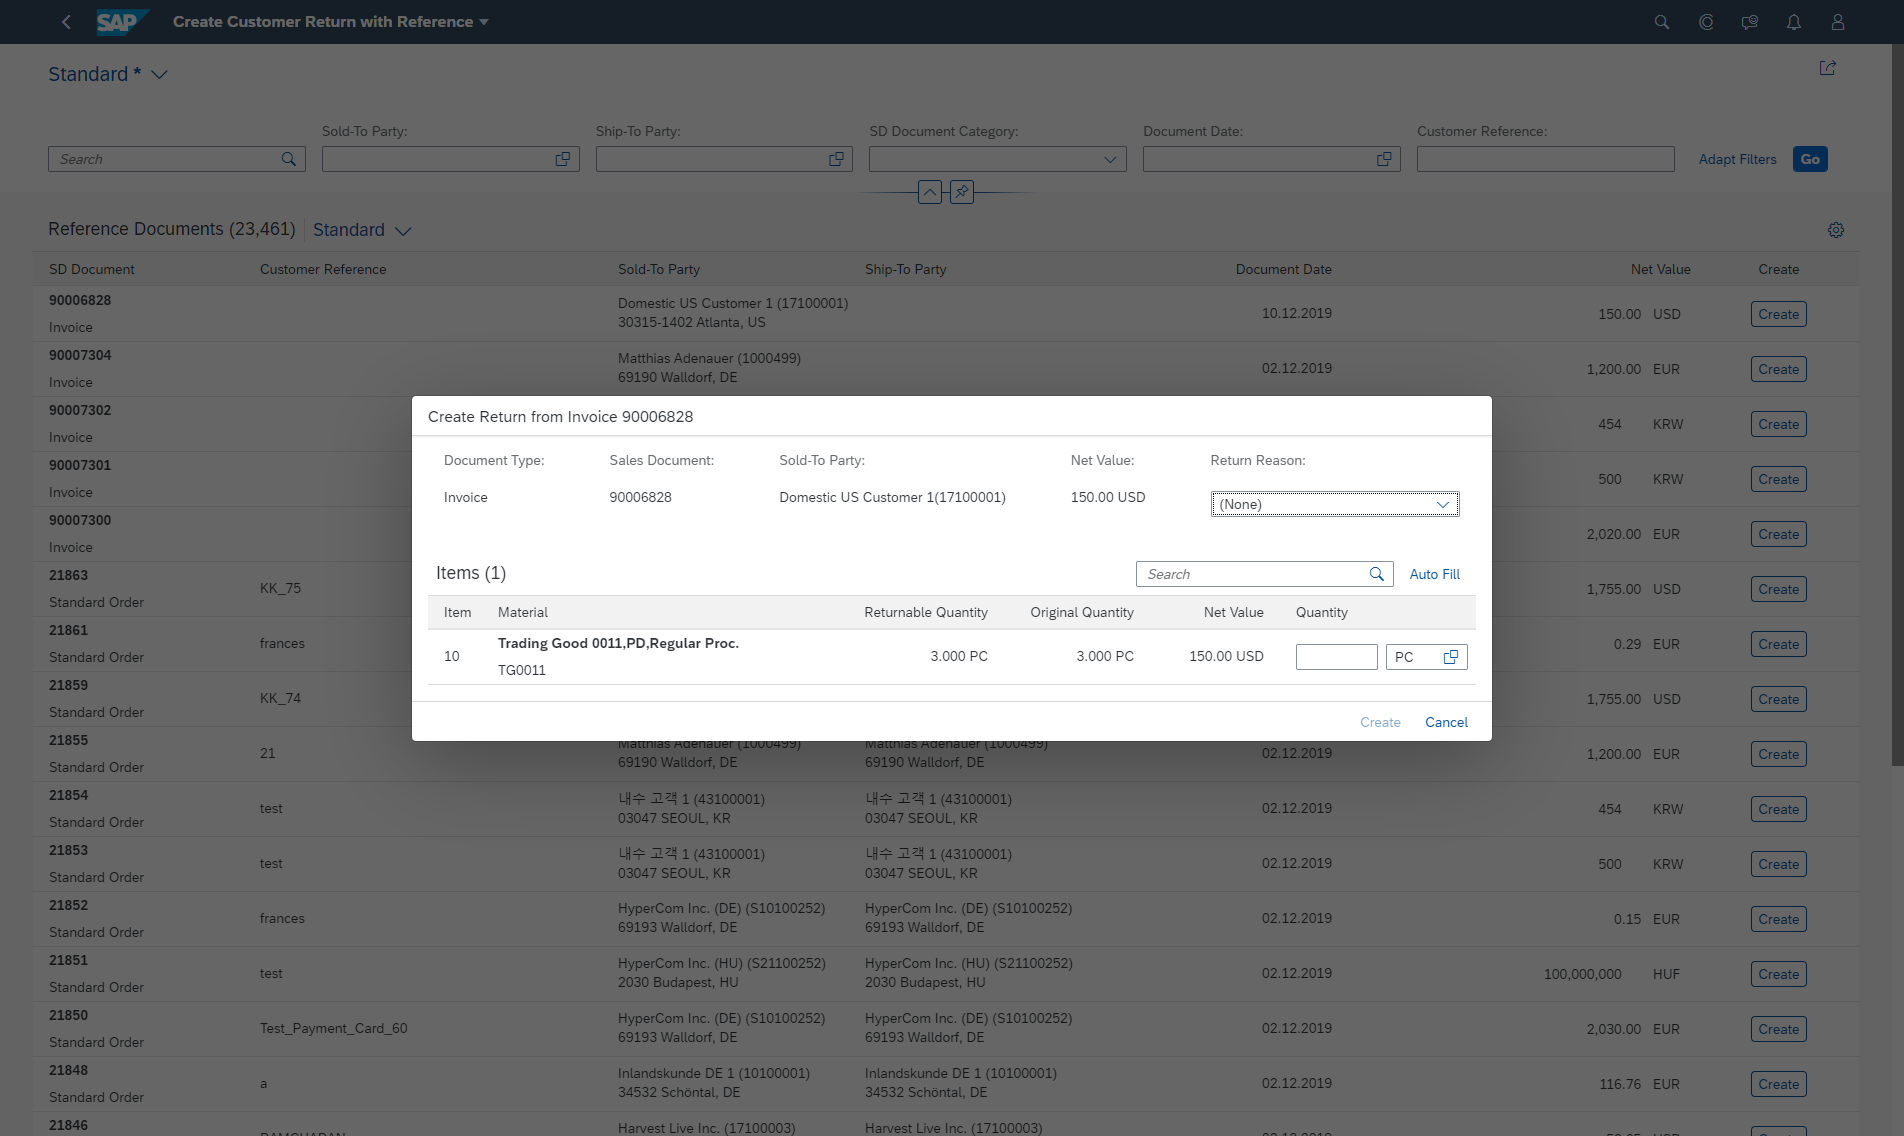 SAP Create Customer Return with Reference
Standard *
Sold-To Party: Ship-To Party: SD Document Category: Document Date: Customer Reference:
Search Adapt Filters Go
Reference Documents (23,461) Standard
SD Document Customer Reference Sold-To Party Ship-To Party Document Date Net Value Create
90006828
Invoice
Domestic US Customer 1 (17100001)
30315-1402 Atlanta, US
10.12.2019 150.00 USD Create
90007304
Invoice
Matthias Adenauer (1000499)
69190 Walldorf, DE
02.12.2019 1,200.00 EUR Create
90007302
Invoice
454 KRW Create
90007301
Invoice
500 KRW Create
90007300
Invoice
2,020.00 EUR Create
21863
Standard Order
KK_75
1,755.00 USD Create
21861
Standard Order
frances
0.29 EUR Create
21859
Standard Order
KK_74
1,755.00 USD Create
Create Return from Invoice 90006828
Document Type: Sales Document: Sold-To Party: Net Value: Return Reason:
Invoice 90006828 Domestic US Customer 1(17100001) 150.00 USD (None)
Items (1) Search Auto Fill
Item Material Returnable Quantity Original Quantity Net Value Quantity
Trading Good 0011,PD,Regular Proc.
10 3.000 PC 3.000 PC 150.00 USD PC
TG0011
Create Cancel
21855
Standard Order
21
Matthias Adenauer (1000499)
69190 Walldorf, DE
Matthias Adenauer (1000499)
69190 Walldorf, DE
02.12.2019 1,200.00 EUR Create
21854
Standard Order
test
내수 고객 1 (43100001)
03047 SEOUL, KR
내수 고객 1 (43100001)
03047 SEOUL, KR
02.12.2019 454 KRW Create
21853
Standard Order
test
내수 고객 1 (43100001)
03047 SEOUL, KR
내수 고객 1 (43100001)
03047 SEOUL, KR
02.12.2019 500 KRW Create
21852
Standard Order
frances
HyperCom Inc. (DE) (S10100252)
69193 Walldorf, DE
HyperCom Inc. (DE) (S10100252)
69193 Walldorf, DE
02.12.2019 0.15 EUR Create
21851
Standard Order
test
HyperCom Inc. (HU) (S21100252)
2030 Budapest, HU
HyperCom Inc. (HU) (S21100252)
2030 Budapest, HU
02.12.2019 100,000,000 HUF Create
21850
Standard Order
Test_Payment_Card_60
HyperCom Inc. (DE) (S10100252)
69193 Walldorf, DE
HyperCom Inc. (DE) (S10100252)
69193 Walldorf, DE
02.12.2019 2,030.00 EUR Create
21848
Standard Order
a
Inlandskunde DE 1 (10100001)
34532 Schöntal, DE
Inlandskunde DE 1 (10100001)
34532 Schöntal, DE
02.12.2019 116.76 EUR Create
21846
Harvest Live Inc. (17100003) Harvest Live Inc. (17100003)